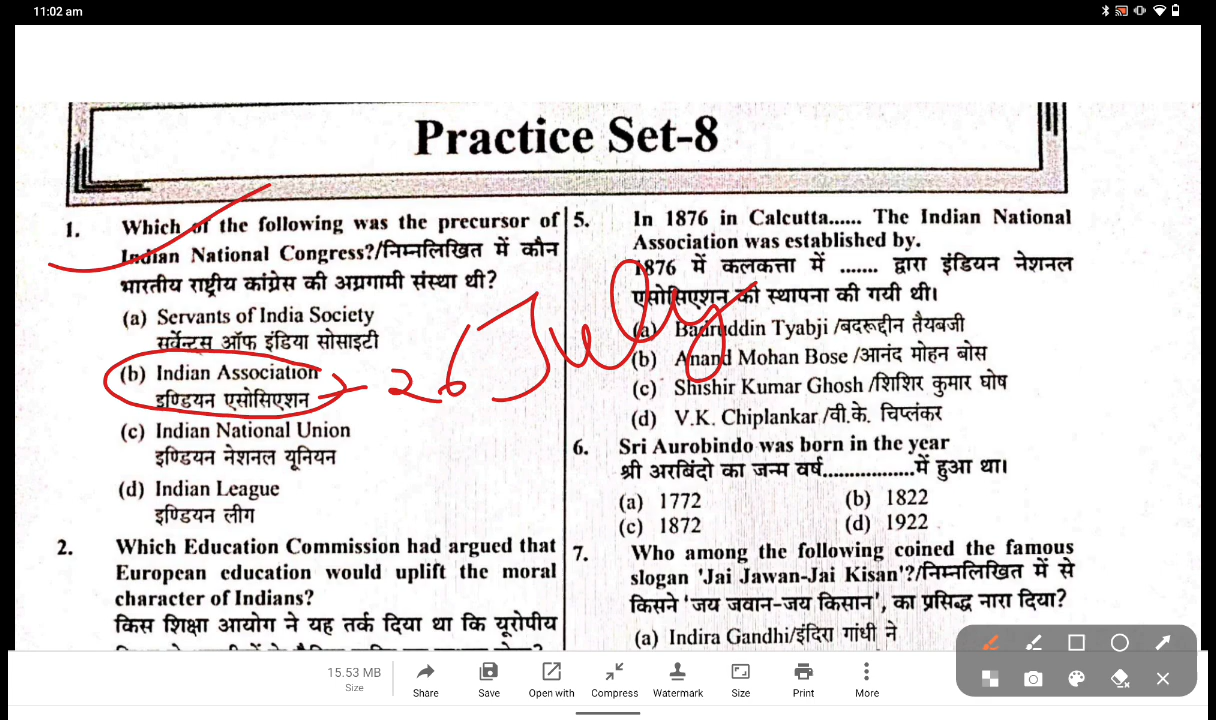 11:02 am
Practice Set-8
1. Which of the following was the precursor of
Indian National Congress?/निम्नलिखित में कौन
भारतीय राष्ट्रीय कांग्रेस की अग्रगामी संस्था थी?
(a) Servants of India Society
सर्वेन्ट्स ऑफ इंडिया सोसाइटी
(b) Indian Association
इण्डियन एसोसिएशन
- 26 July
(c) Indian National Union
इण्डियन नेशनल यूनियन
(d) Indian League
इण्डियन लीग
2. Which Education Commission had argued that
European education would uplift the moral
character of Indians?
किस शिक्षा आयोग ने यह तर्क दिया था कि यूरोपीय
5. In 1876 in Calcutta...... The Indian National
Association was established by.
1876 में कलकत्ता में ....... द्वारा इंडियन नेशनल
एसोसिएशन की स्थापना की गयी थी।
(a) Badruddin Tyabji /बदरूद्दीन तैयबजी
(b) Anand Mohan Bose /आनंद मोहन बोस
(c) Shishir Kumar Ghosh /शिशिर कुमार घोष
(d) V.K. Chiplankar /वी.के. चिप्लंकर
6. Sri Aurobindo was born in the year
श्री अरबिंदो का जन्म वर्ष...............में हुआ था।
(a) 1772 (b) 1822
(c) 1872 (d) 1922
7. Who among the following coined the famous
slogan 'Jai Jawan-Jai Kisan'?/निम्नलिखित में से
किसने 'जय जवान-जय किसान', का प्रसिद्ध नारा दिया?
(a) Indira Gandhi/इंदिरा गांधी ने
15.53 MB
Size
Share
Save
Open with
Compress
Watermark
Size
Print
More